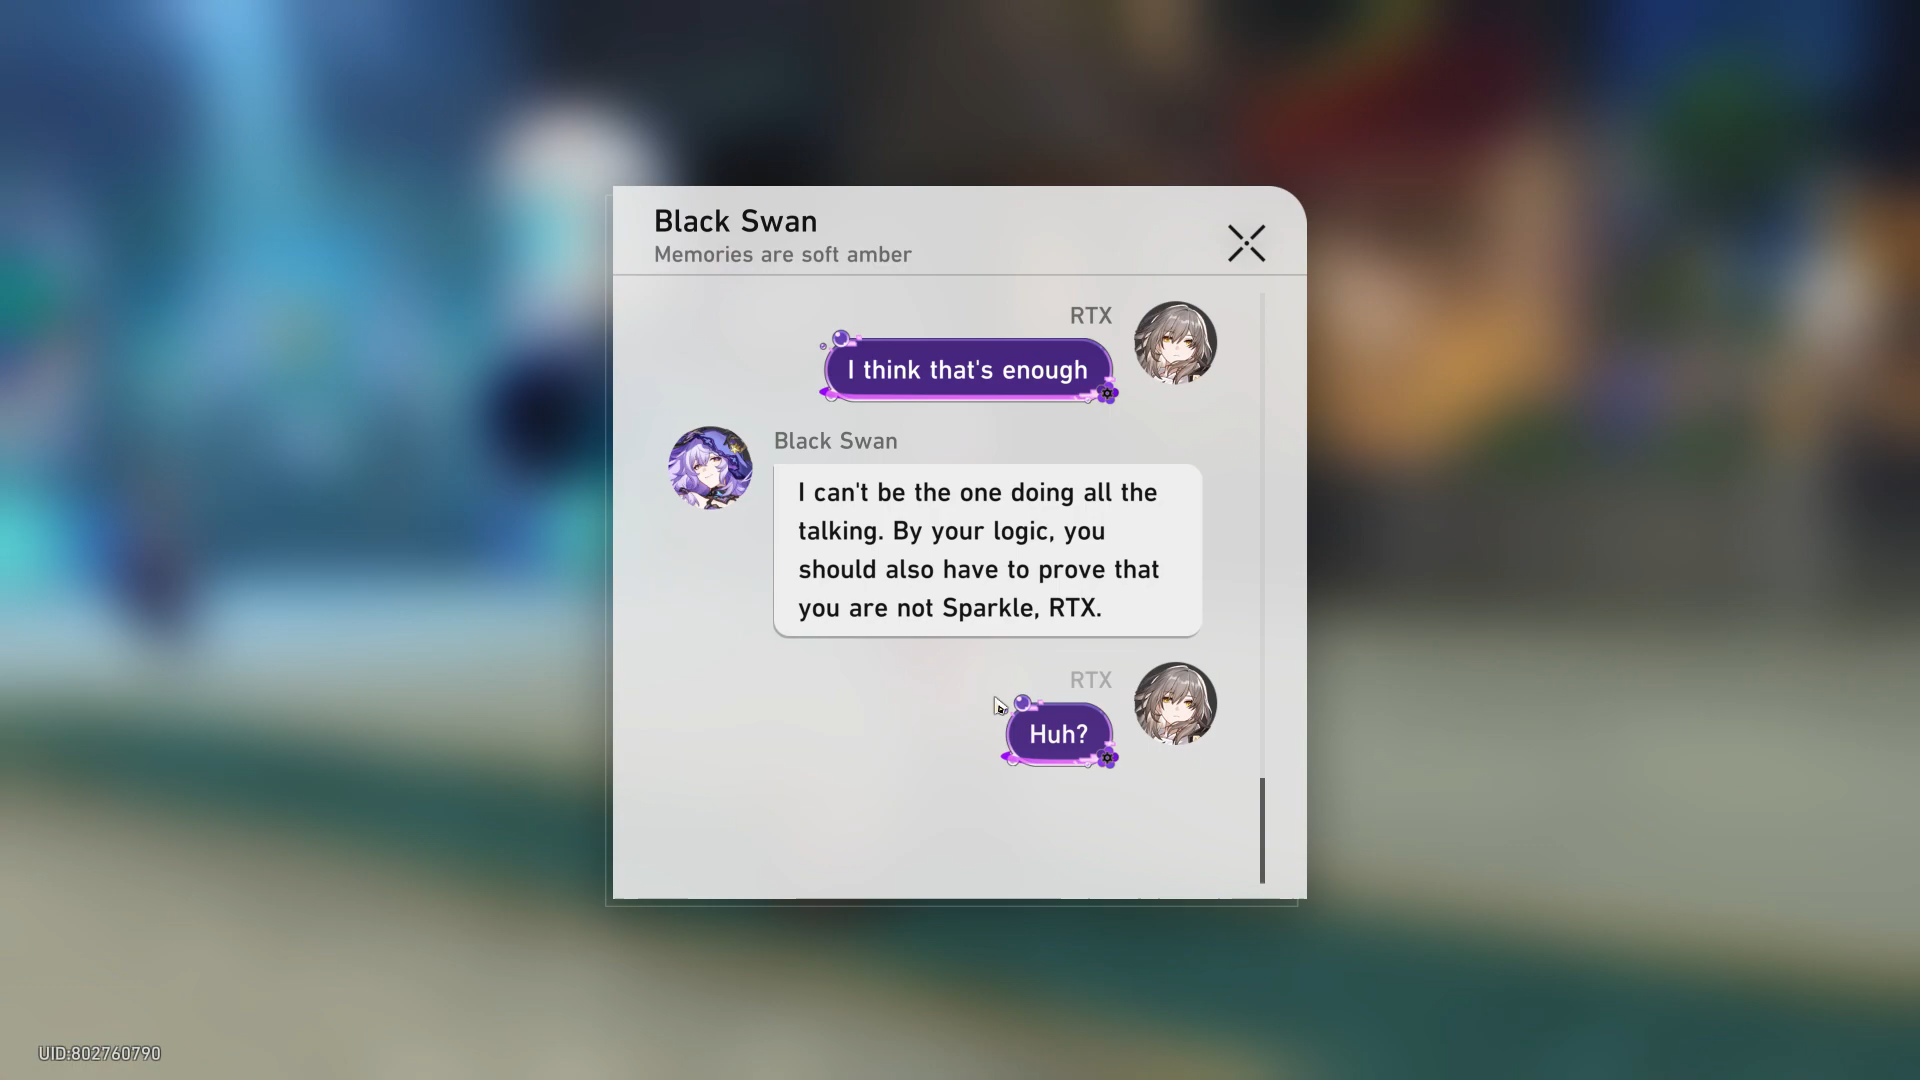 Black Swan
Memories are soft amber
RTX
I think that's enough
Black Swan
I can't be the one doing all the
talking. By your logic, you
should also have to prove that
you are not Sparkle, RTX.
RTX
Huh?
UID:802760790